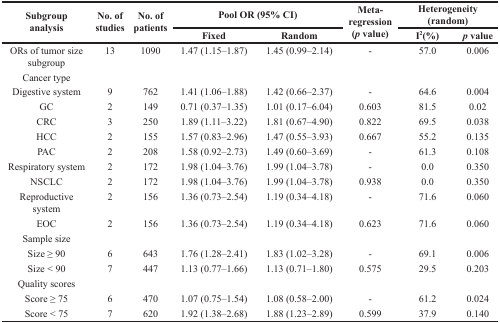 Subgroup analysis | No. of studies | No. of patients | Pool OR (95% CI) | Meta-regression (p value) | Heterogeneity (random)
Fixed | Random | I²(%) | p value
ORs of tumor size subgroup | 13 | 1090 | 1.47 (1.15–1.87) | 1.45 (0.99–2.14) | - | 57.0 | 0.006
Cancer type
Digestive system | 9 | 762 | 1.41 (1.06–1.88) | 1.42 (0.66–2.37) | - | 64.6 | 0.004
GC | 2 | 149 | 0.71 (0.37–1.35) | 1.01 (0.17–6.04) | 0.603 | 81.5 | 0.02
CRC | 3 | 250 | 1.89 (1.11–3.22) | 1.81 (0.67–4.90) | 0.822 | 69.5 | 0.038
HCC | 2 | 155 | 1.57 (0.83–2.96) | 1.47 (0.55–3.93) | 0.667 | 55.2 | 0.135
PAC | 2 | 208 | 1.58 (0.92–2.73) | 1.49 (0.60–3.69) | - | 61.3 | 0.108
Respiratory system | 2 | 172 | 1.98 (1.04–3.76) | 1.99 (1.04–3.78) | - | 0.0 | 0.350
NSCLC | 2 | 172 | 1.98 (1.04–3.76) | 1.99 (1.04–3.78) | 0.938 | 0.0 | 0.350
Reproductive system | 2 | 156 | 1.36 (0.73–2.54) | 1.19 (0.34–4.18) | - | 71.6 | 0.060
EOC | 2 | 156 | 1.36 (0.73–2.54) | 1.19 (0.34–4.18) | 0.623 | 71.6 | 0.060
Sample size
Size ≥ 90 | 6 | 643 | 1.76 (1.28–2.41) | 1.83 (1.02–3.28) | - | 69.1 | 0.006
Size < 90 | 7 | 447 | 1.13 (0.77–1.66) | 1.13 (0.71–1.80) | 0.575 | 29.5 | 0.203
Quality scores
Score ≥ 75 | 6 | 470 | 1.07 (0.75–1.54) | 1.08 (0.58–2.00) | - | 61.2 | 0.024
Score < 75 | 7 | 620 | 1.92 (1.38–2.68) | 1.88 (1.23–2.89) | 0.599 | 37.9 | 0.140